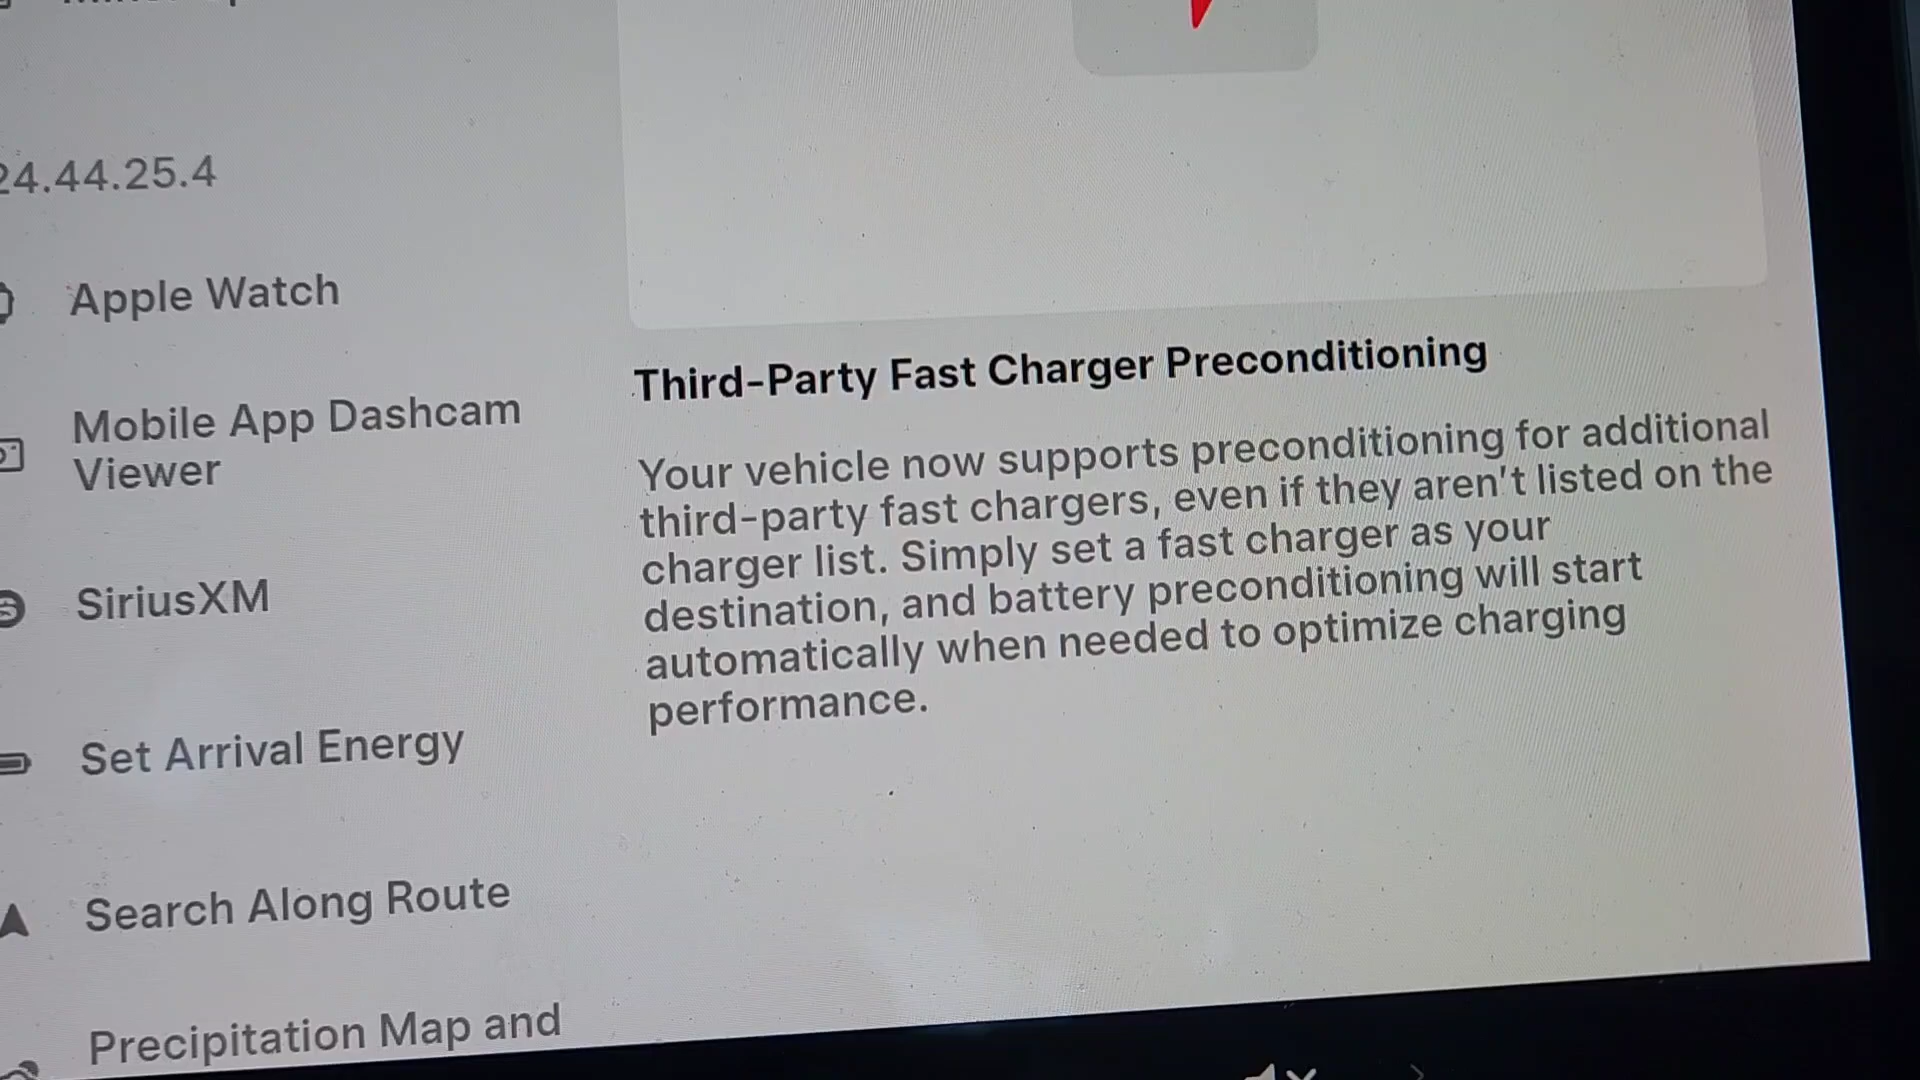 24.44.25.4
Apple Watch
Mobile App Dashcam
Viewer
SiriusXM
Set Arrival Energy
Search Along Route
Precipitation Map and
Third-Party Fast Charger Preconditioning
Your vehicle now supports preconditioning for additional
third-party fast chargers, even if they aren't listed on the
charger list. Simply set a fast charger as your
destination, and battery preconditioning will start
automatically when needed to optimize charging
performance.